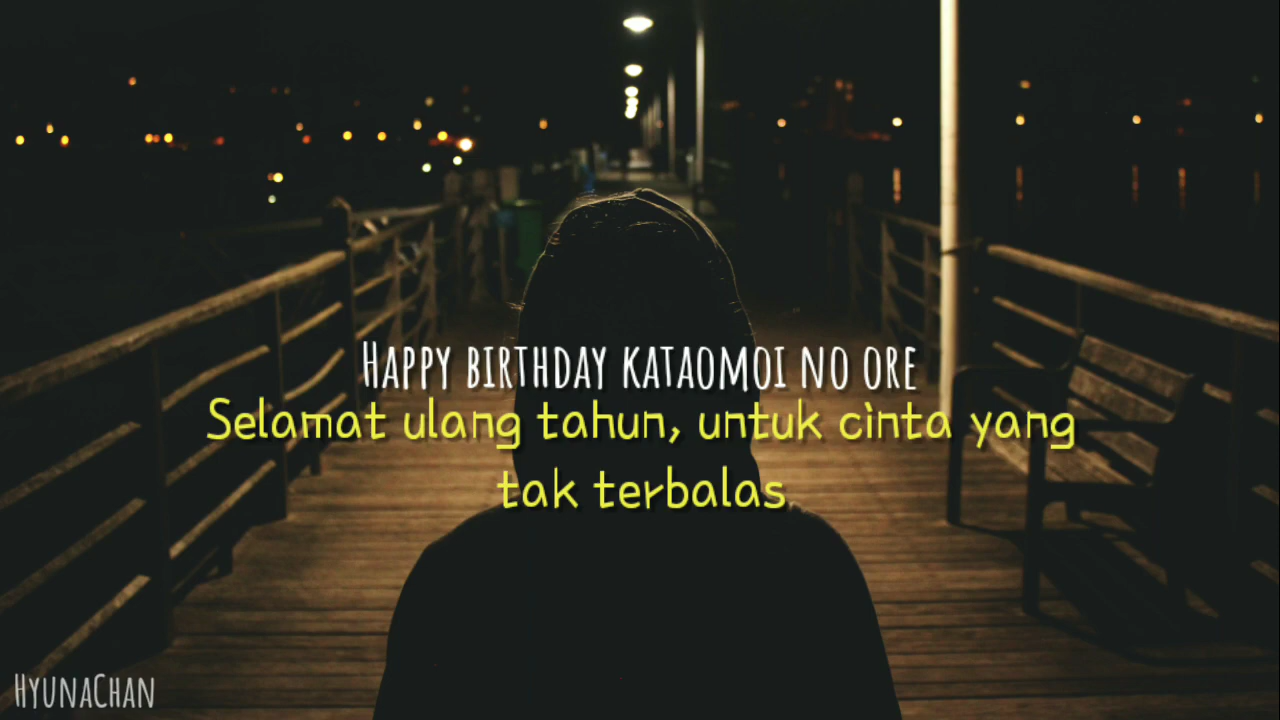 HAPPY BIRTHDAY KATAOMOI NO ORE
Selamat ulang tahun, untuk cinta yang
tak terbalas
HYUNACHAN